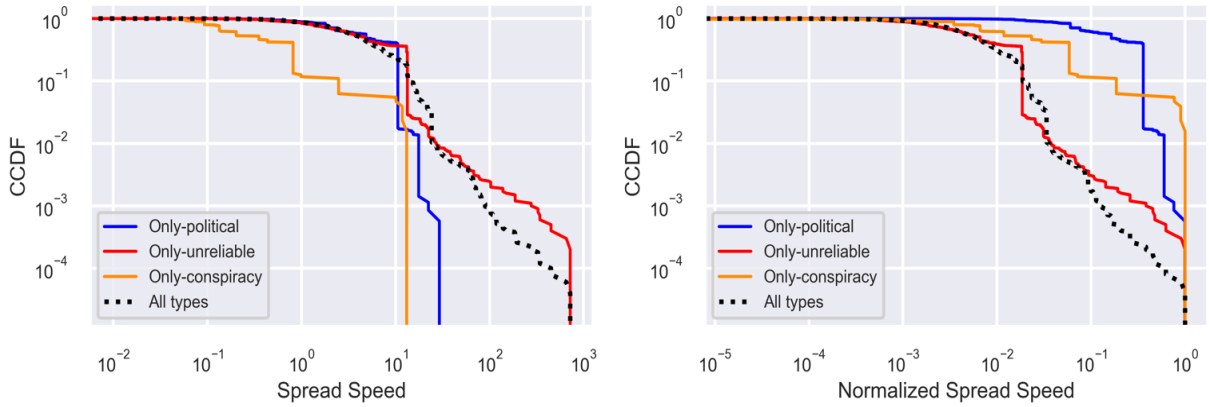 CCDF
10⁰
10⁻¹
10⁻²
10⁻³
10⁻⁴
Only-political
Only-unreliable
Only-conspiracy
All types
10⁻² 10⁻¹ 10⁰ 10¹ 10² 10³
Spread Speed
CCDF
10⁰
10⁻¹
10⁻²
10⁻³
10⁻⁴
Only-political
Only-unreliable
Only-conspiracy
All types
10⁻⁵ 10⁻⁴ 10⁻³ 10⁻² 10⁻¹ 10⁰
Normalized Spread Speed